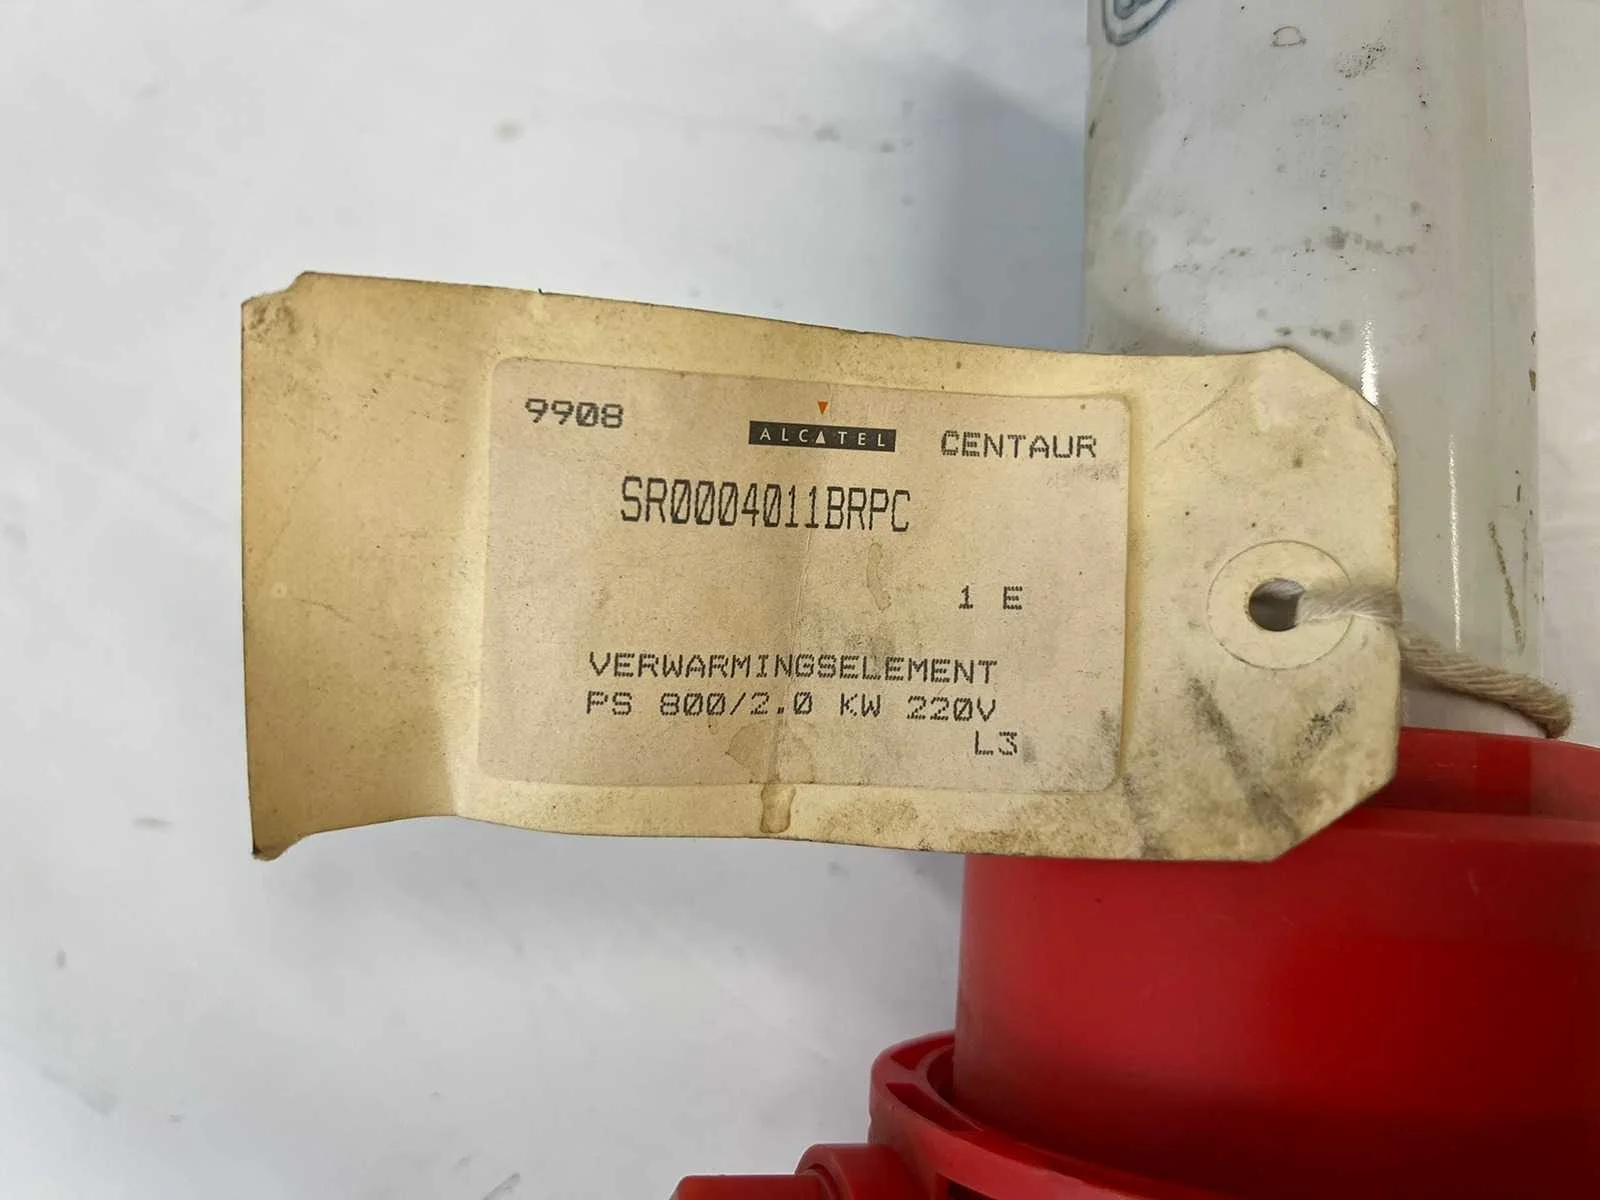 9908 ALCATEL CENTAUR
SR0004011BRPC
1 E
VERWARMINGSELEMENT
PS 800/2.0 KW 220V
L3